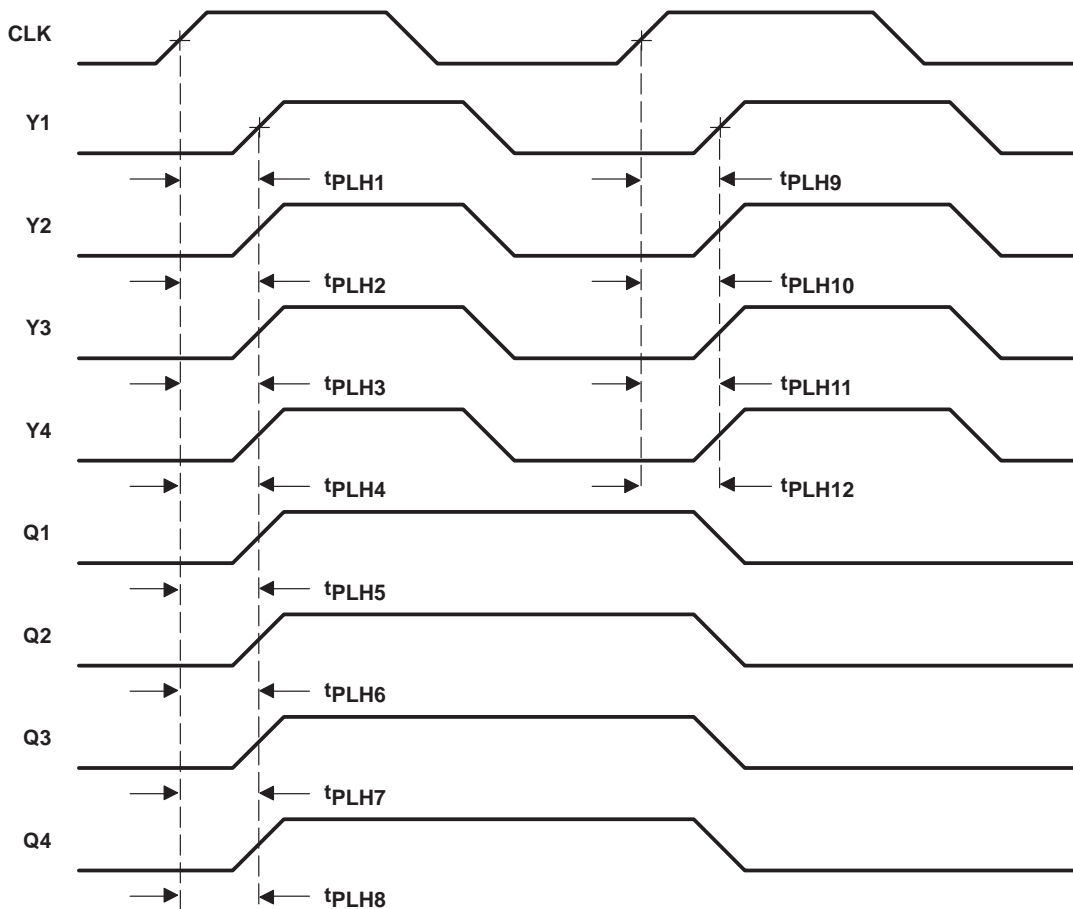 CLK
Y1
tPLH1 tPLH9
Y2
tPLH2 tPLH10
Y3
tPLH3 tPLH11
Y4
tPLH4 tPLH12
Q1
tPLH5
Q2
tPLH6
Q3
tPLH7
Q4
tPLH8